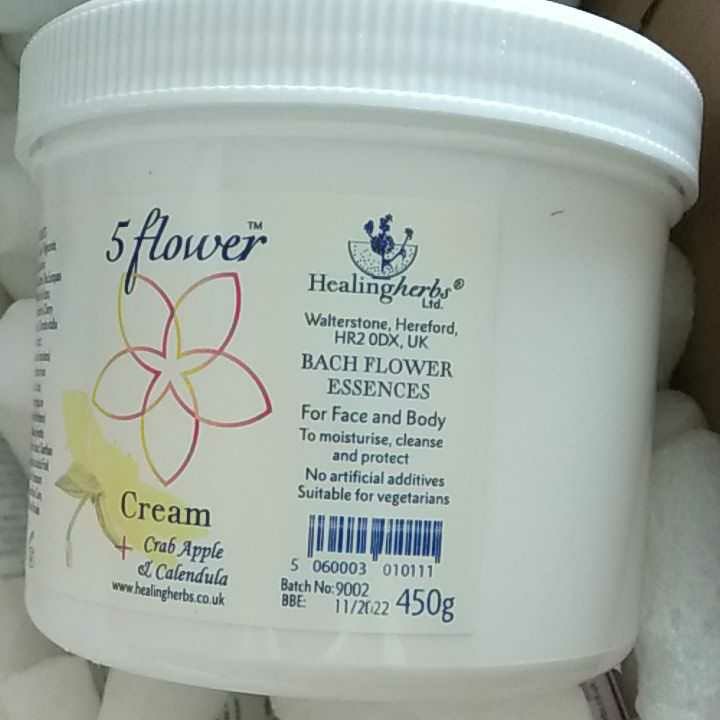 5 flower™
Cream
+ Crab Apple
& Calendula
www.healingherbs.co.uk
Healingherbs®
Ltd.
Walterstone, Hereford,
HR2 0DX, UK
BACH FLOWER
ESSENCES
For Face and Body
To moisturise, cleanse
and protect
No artificial additives
Suitable for vegetarians
5 060003 010111
Batch No: 9002
BBE: 11/2022
450g